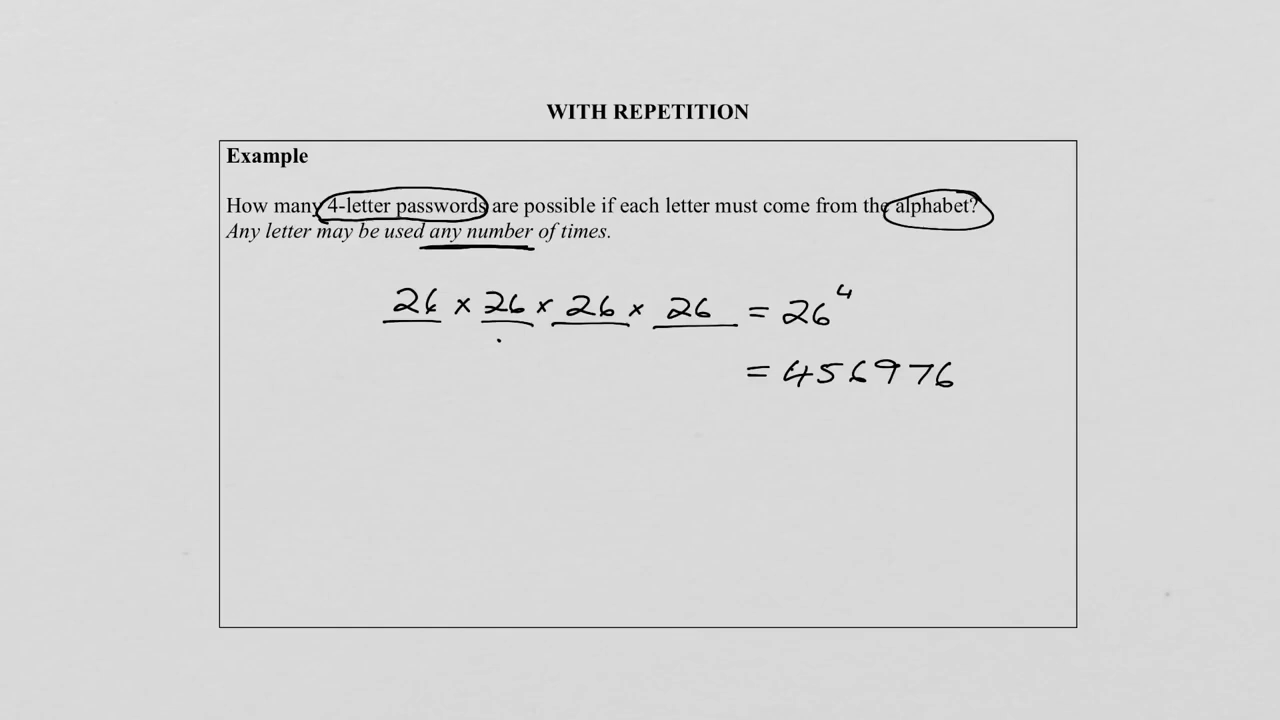 WITH REPETITION
Example
How many 4-letter passwords are possible if each letter must come from the alphabet?
Any letter may be used any number of times.
26 × 26 × 26 × 26 = 26⁴
= 456976